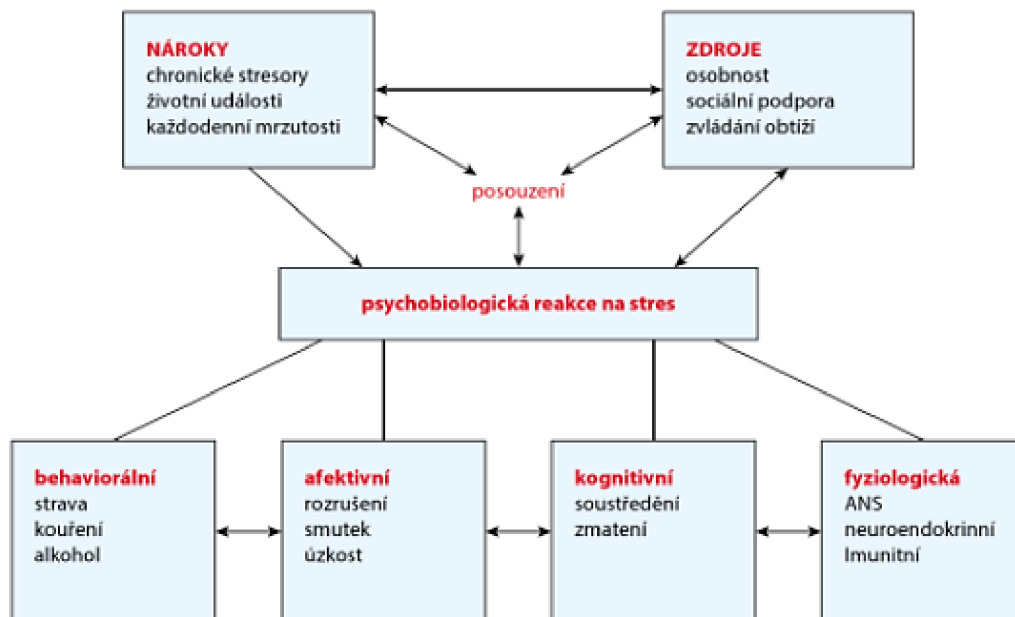 NÁROKY
chronické stresory
životní události
každodenní mrzutosti
ZDROJE
osobnost
sociální podpora
zvládání obtíží
posouzení
psychobiologická reakce na stres
behaviorální
strava
kouření
alkohol
afektivní
rozrušení
smutek
úzkost
kognitivní
soustředění
zmatení
fyziologická
ANS
neuroendokrinní
Imunitní